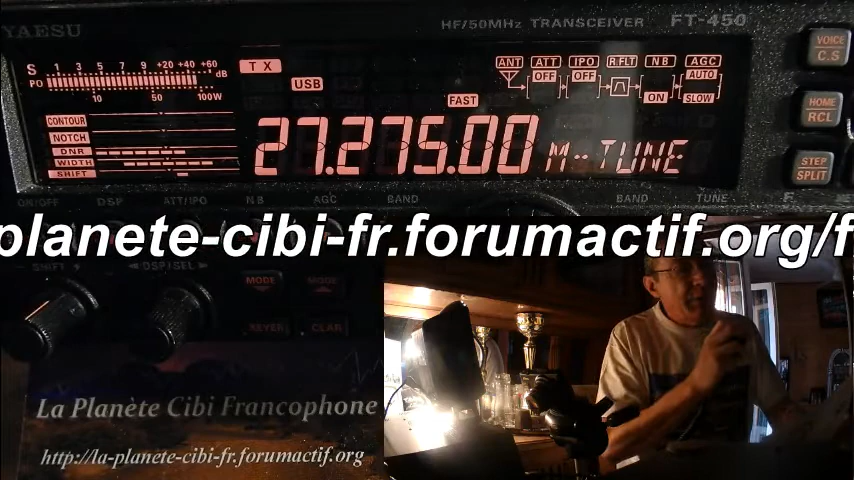 YAESU
HF/50MHz TRANSCEIVER FT-450
VOICE
C.S
S 1 3 5 7 9 +20 +40 +60 dB
PO 10 50 100W
TX
USB
FAST
ANT ATT IPO R.FLT NB AGC
OFF OFF AUTO
ON SLOW
HOME
RCL
CONTOUR
NOTCH
DNR
WIDTH
SHIFT
27.275.00 M-TUNE
STEP
SPLIT
ON/OFF DSP ATT/IPO NB AGC BAND BAND TUNE F
planete-cibi-fr.forumactif.org/f
SHIFT DSP/SEL
MODE MODE
KEYER CLAR
La Planète Cibi Francophone
http://la-planete-cibi-fr.forumactif.org